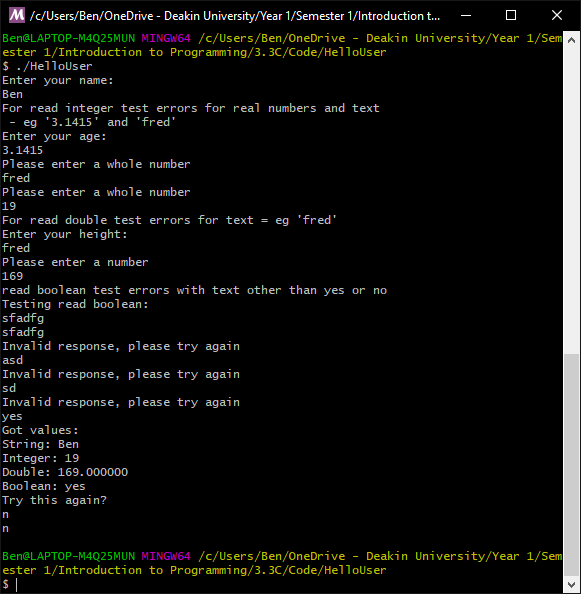 M /c/Users/Ben/OneDrive - Deakin University/Year 1/Semester 1/Introduction t...
Ben@LAPTOP-M4Q25MUN MINGW64 /c/Users/Ben/OneDrive - Deakin University/Year 1/Sem
ester 1/Introduction to Programming/3.3C/Code/HelloUser
$ ./HelloUser
Enter your name:
Ben
For read integer test errors for real numbers and text
 - eg '3.1415' and 'fred'
Enter your age:
3.1415
Please enter a whole number
fred
Please enter a whole number
19
For read double test errors for text = eg 'fred'
Enter your height:
fred
Please enter a number
169
read boolean test errors with text other than yes or no
Testing read boolean:
sfadfg
sfadfg
Invalid response, please try again
asd
Invalid response, please try again
sd
Invalid response, please try again
yes
Got values:
String: Ben
Integer: 19
Double: 169.000000
Boolean: yes
Try this again?
n
n
Ben@LAPTOP-M4Q25MUN MINGW64 /c/Users/Ben/OneDrive - Deakin University/Year 1/Sem
ester 1/Introduction to Programming/3.3C/Code/HelloUser
$